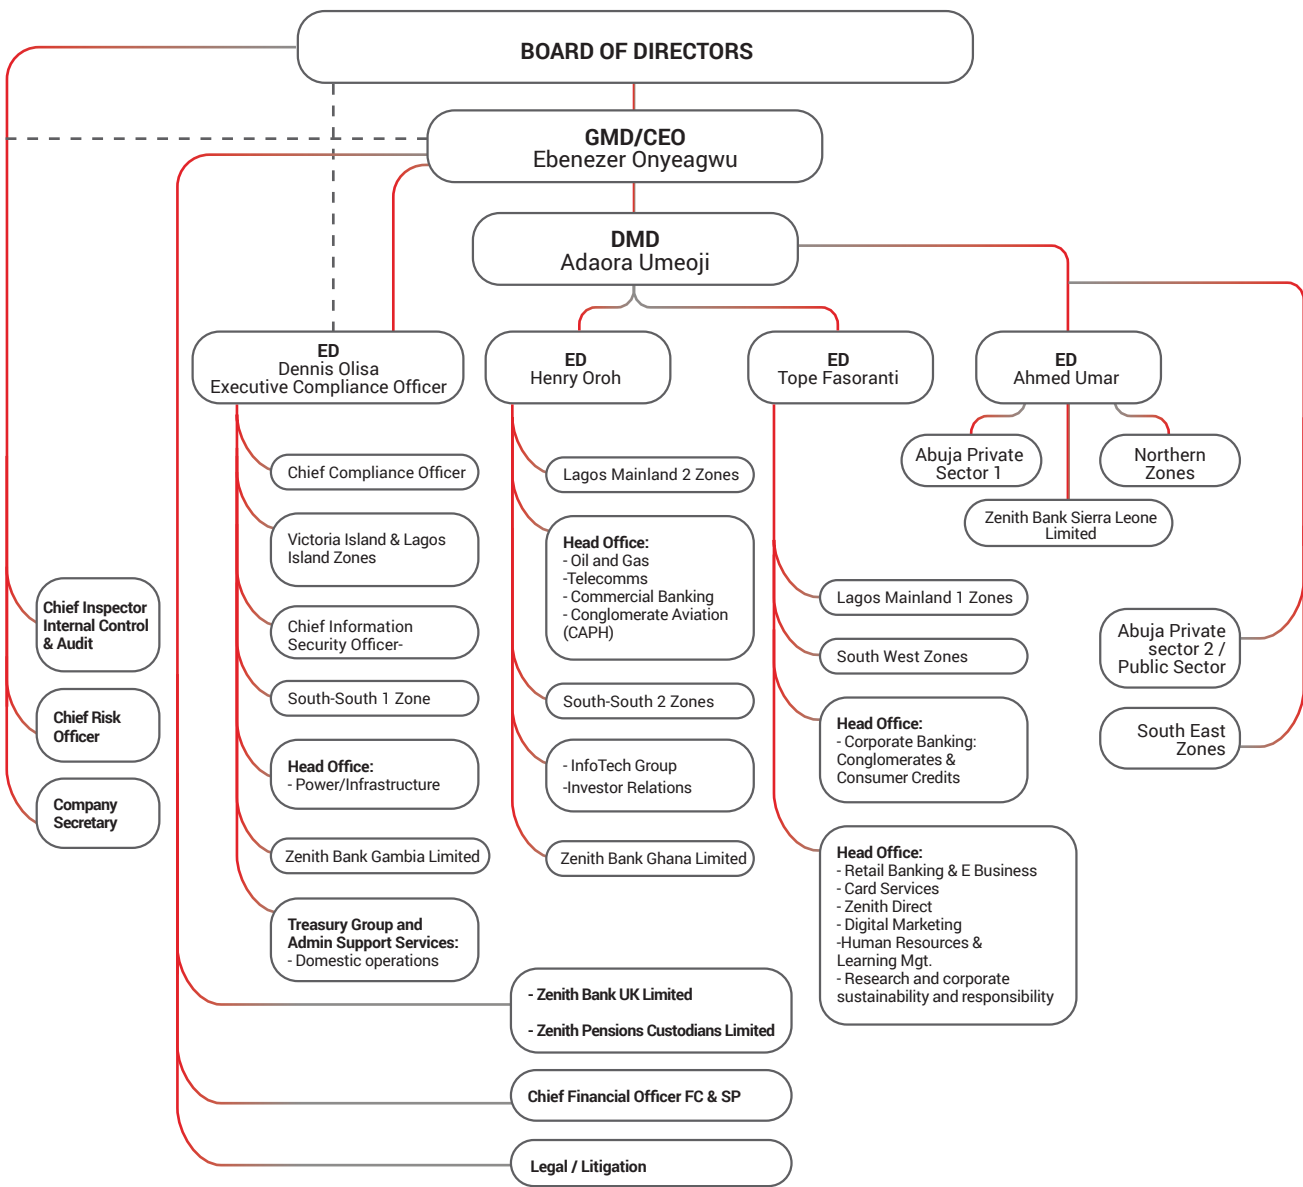 BOARD OF DIRECTORS
GMD/CEO
Ebenezer Onyeagwu
DMD
Adaora Umeoji
ED
Dennis Olisa
Executive Compliance Officer
ED
Henry Oroh
ED
Tope Fasoranti
ED
Ahmed Umar
Chief Compliance Officer
Victoria Island & Lagos
Island Zones
Chief Information
Security Officer-
South-South 1 Zone
Head Office:
- Power/Infrastructure
Zenith Bank Gambia Limited
Treasury Group and
Admin Support Services:
- Domestic operations
Lagos Mainland 2 Zones
Head Office:
- Oil and Gas
-Telecomms
- Commercial Banking
- Conglomerate Aviation
(CAPH)
South-South 2 Zones
- InfoTech Group
-Investor Relations
Zenith Bank Ghana Limited
Lagos Mainland 1 Zones
South West Zones
Head Office:
- Corporate Banking:
Conglomerates &
Consumer Credits
Head Office:
- Retail Banking & E Business
- Card Services
- Zenith Direct
- Digital Marketing
-Human Resources &
Learning Mgt.
- Research and corporate
sustainability and responsibility
Abuja Private
Sector 1
Northern
Zones
Zenith Bank Sierra Leone
Limited
Abuja Private
sector 2 /
Public Sector
South East
Zones
Chief Inspector
Internal Control
& Audit
Chief Risk
Officer
Company
Secretary
- Zenith Bank UK Limited
- Zenith Pensions Custodians Limited
Chief Financial Officer FC & SP
Legal / Litigation